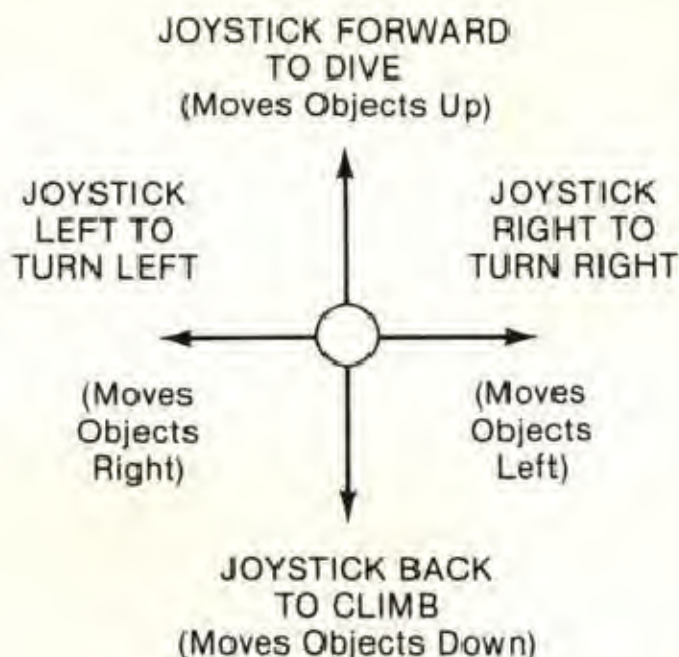 JOYSTICK FORWARD
TO DIVE
(Moves Objects Up)
JOYSTICK
LEFT TO
TURN LEFT
JOYSTICK
RIGHT TO
TURN RIGHT
(Moves
Objects
Right)
(Moves
Objects
Left)
JOYSTICK BACK
TO CLIMB
(Moves Objects Down)